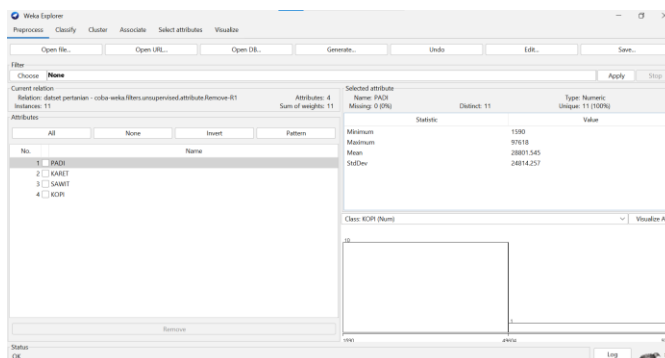 Weka Explorer
Preprocess Classify Cluster Associate Select attributes Visualize
Open file... Open URL... Open DB... Generate... Undo Edit... Save...
Filter
Choose None Apply Stop
Current relation
Relation: datset pertanian - coba-weka.filters.unsupervised.attribute.Remove-R1 Attributes: 4
Instances: 11 Sum of weights: 11
Selected attribute
Name: PADI Type: Numeric
Missing: 0 (0%) Distinct: 11 Unique: 11 (100%)
Attributes
All None Invert Pattern
No. Name
1 PADI
2 KARET
3 SAWIT
4 KOPI
Remove
Statistic Value
Minimum 1590
Maximum 97618
Mean 28801.545
StdDev 24814.257
Class: KOPI (Num) Visualize A
10
1
1590
Status
OK
Log